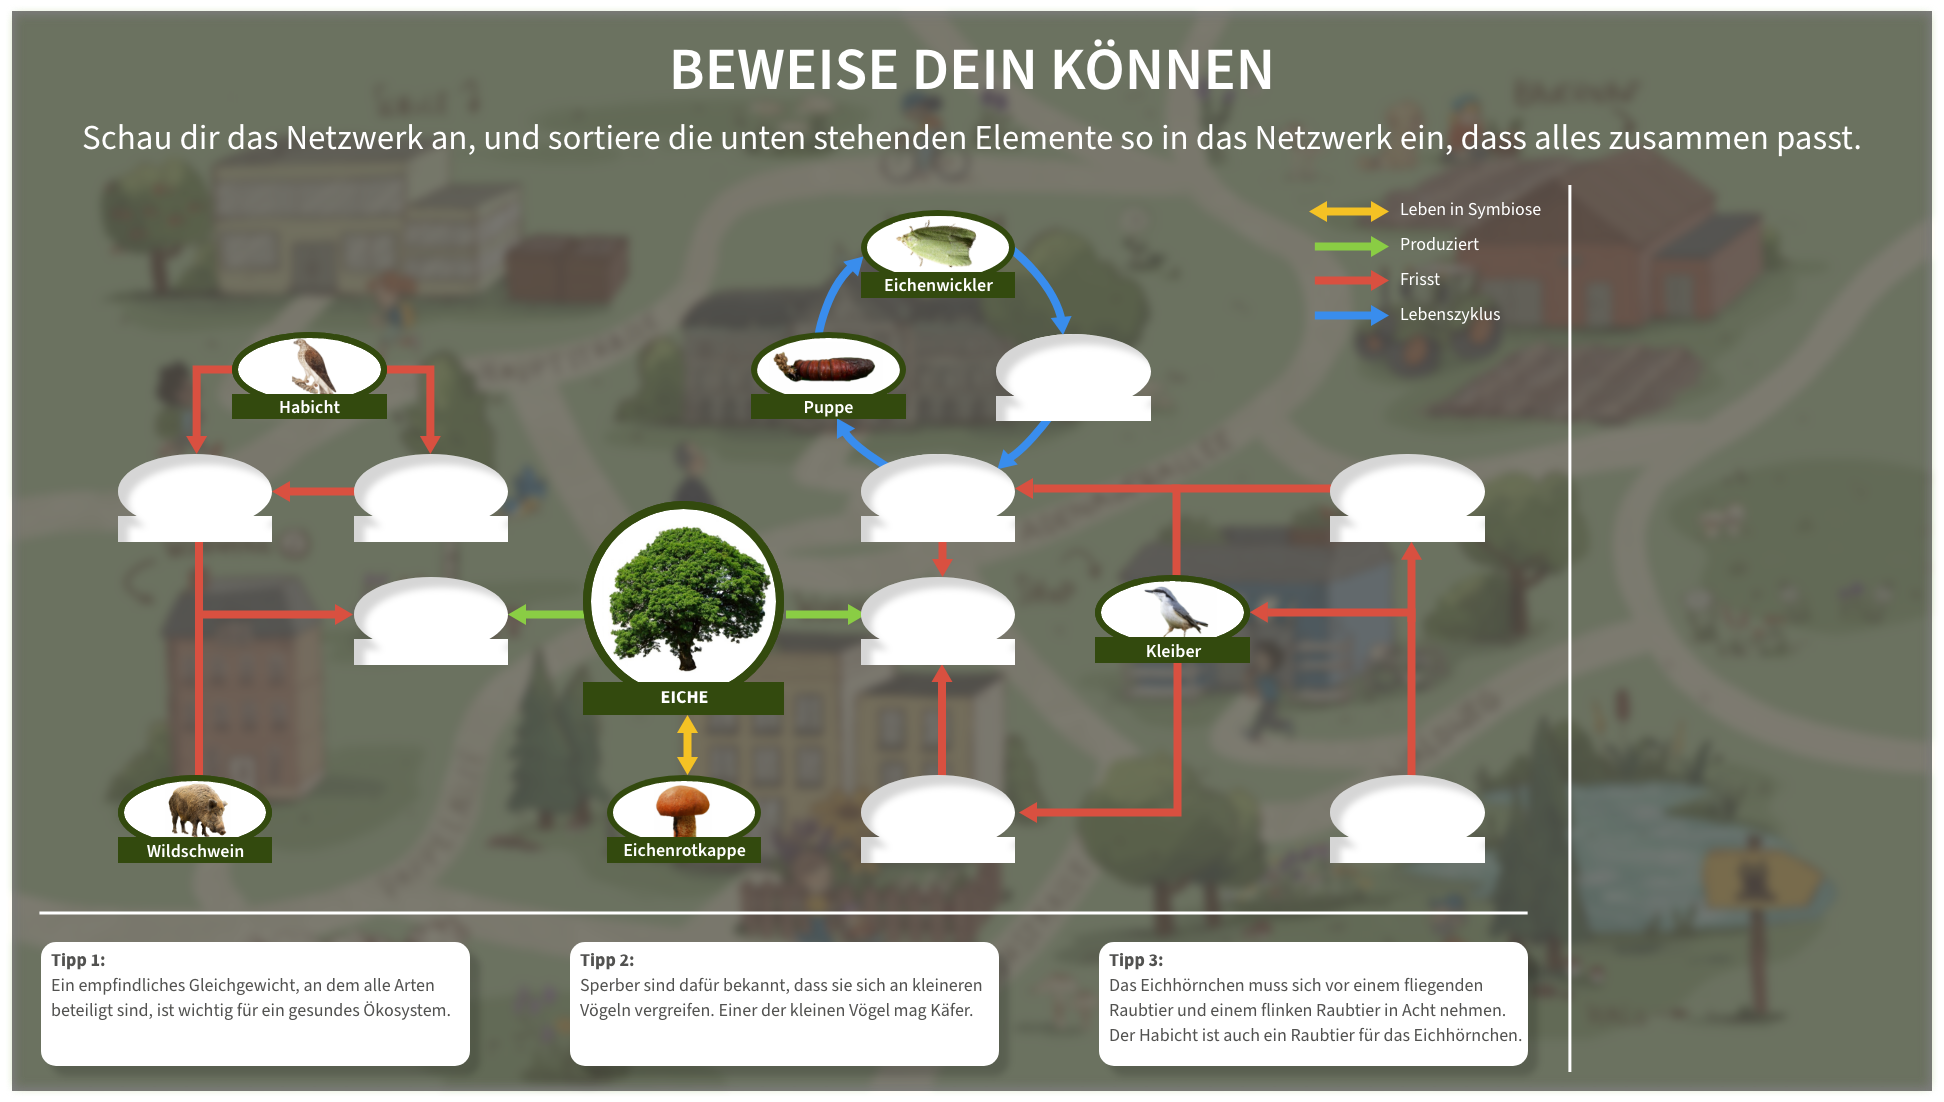 BEWEISE DEIN KÖNNEN
Schau dir das Netzwerk an, und sortiere die unten stehenden Elemente so in das Netzwerk ein, dass alles zusammen passt.
Leben in Symbiose
Produziert
Frisst
Lebenszyklus
Eichenwickler
Habicht
Puppe
Kleiber
EICHE
Wildschwein
Eichenrotkappe
Tipp 1:
Ein empfindliches Gleichgewicht, an dem alle Arten
beteiligt sind, ist wichtig für ein gesundes Ökosystem.
Tipp 2:
Sperber sind dafür bekannt, dass sie sich an kleineren
Vögeln vergreifen. Einer der kleinen Vögel mag Käfer.
Tipp 3:
Das Eichhörnchen muss sich vor einem fliegenden
Raubtier und einem flinken Raubtier in Acht nehmen.
Der Habicht ist auch ein Raubtier für das Eichhörnchen.